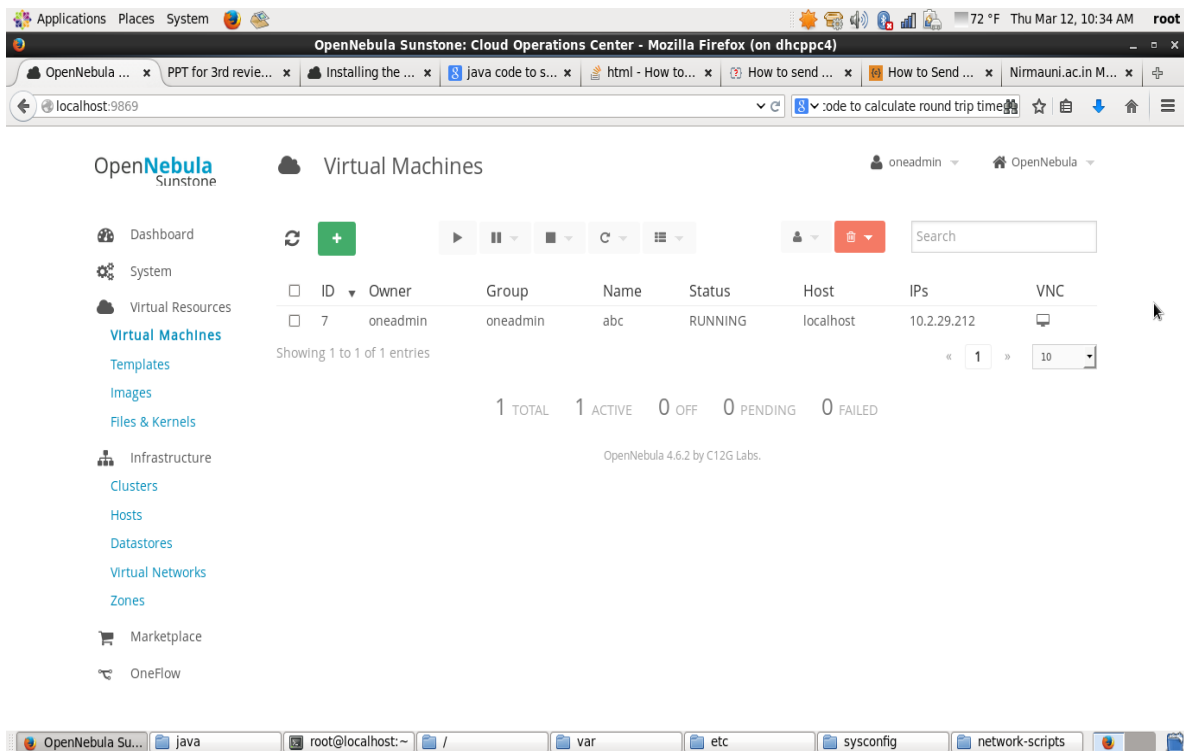 Applications Places System 72 °F Thu Mar 12, 10:34 AM root
OpenNebula Sunstone: Cloud Operations Center - Mozilla Firefox (on dhcppc4)
OpenNebula ... x PPT for 3rd revie... x Installing the ... x java code to s... x html - How to... x How to send ... x How to Send ... x Nirmauni.ac.in M... x
localhost:9869 code to calculate round trip time
OpenNebula Sunstone
Virtual Machines
oneadmin OpenNebula
Dashboard
System
Virtual Resources
Virtual Machines
Templates
Images
Files & Kernels
Infrastructure
Clusters
Hosts
Datastores
Virtual Networks
Zones
Marketplace
OneFlow
Search
ID Owner Group Name Status Host IPs VNC
7 oneadmin oneadmin abc RUNNING localhost 10.2.29.212
Showing 1 to 1 of 1 entries
« 1 » 10
1 TOTAL 1 ACTIVE 0 OFF 0 PENDING 0 FAILED
OpenNebula 4.6.2 by C12G Labs.
OpenNebula Su... java root@localhost:~ / var etc sysconfig network-scripts